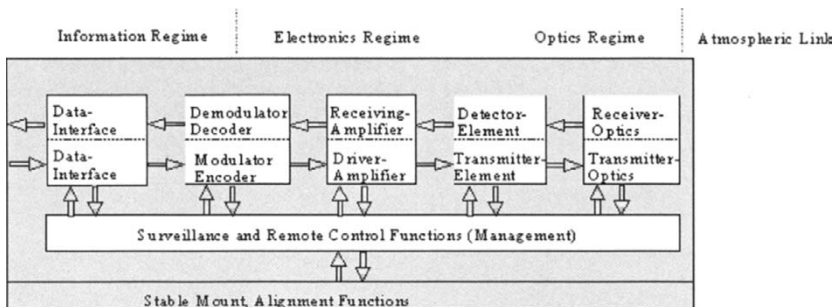 Information Regime
Electronics Regime
Optics Regime
Atmospheric Link
Data-
Interface
Demodulator
Decoder
Receiving-
Amplifier
Detector-
Element
Receiver-
Optics
Data-
Interface
Modulator
Encoder
Driver-
Amplifier
Transmitter-
Element
Transmitter-
Optics
Surveillance and Remote Control Functions (Management)
Stable Mount, Alignment Functions